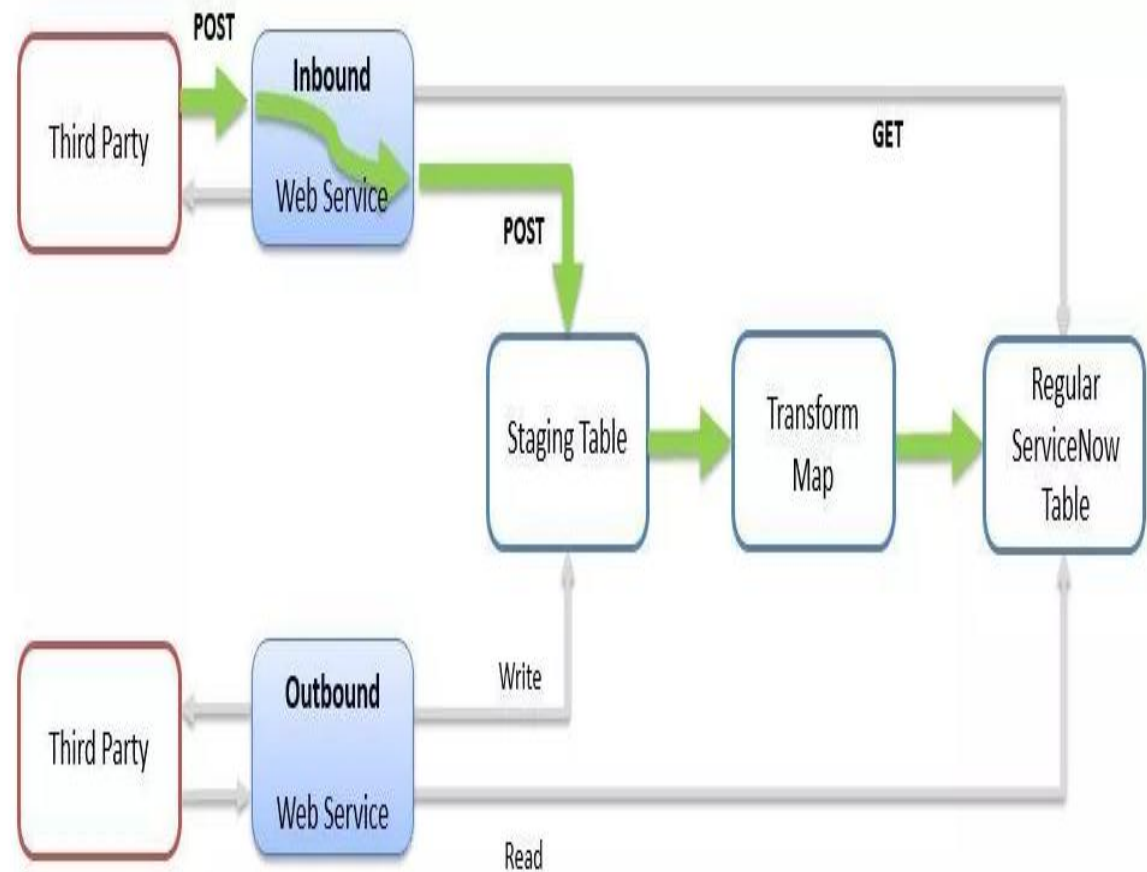 POST
Inbound
Third Party
Web Service
GET
POST
Staging Table
Transform
Map
Regular
ServiceNow
Table
Write
Outbound
Third Party
Web Service
Read